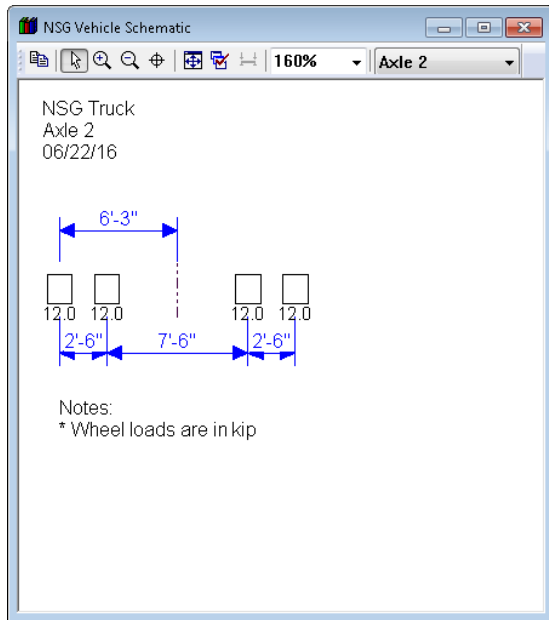 NSG Vehicle Schematic
160% Axle 2
NSG Truck
Axle 2
06/22/16
6'-3"
12.0 12.0 12.0 12.0
2'-6" 7'-6" 2'-6"
Notes:
* Wheel loads are in kip